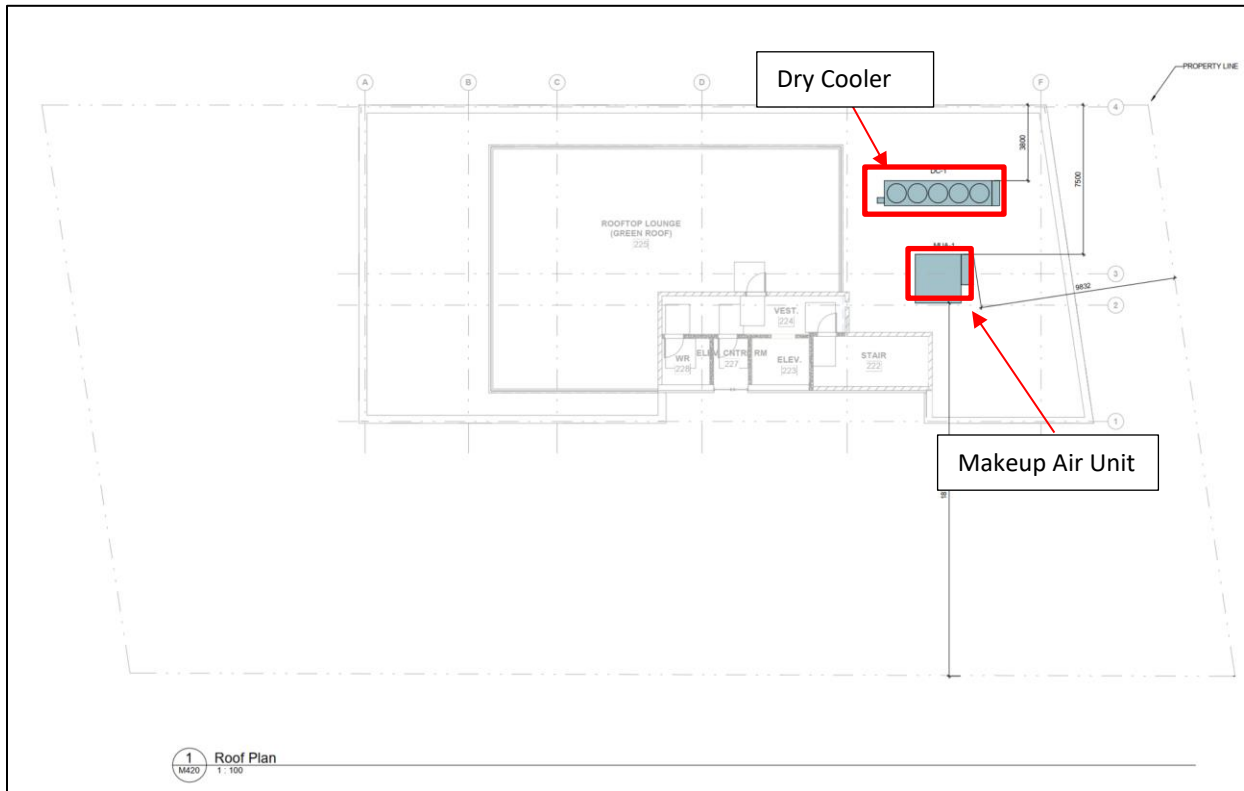 Dry Cooler
PROPERTY LINE
A
B
C
D
F
4
3800
7500
DC-1
ROOFTOP LOUNGE
(GREEN ROOF)
225
MUA-1
3
9832
2
VEST.
224
WR
228
ELEV. CNTRL RM
227
ELEV.
223
STAIR
222
1
Makeup Air Unit
1
M420
Roof Plan
1 : 100